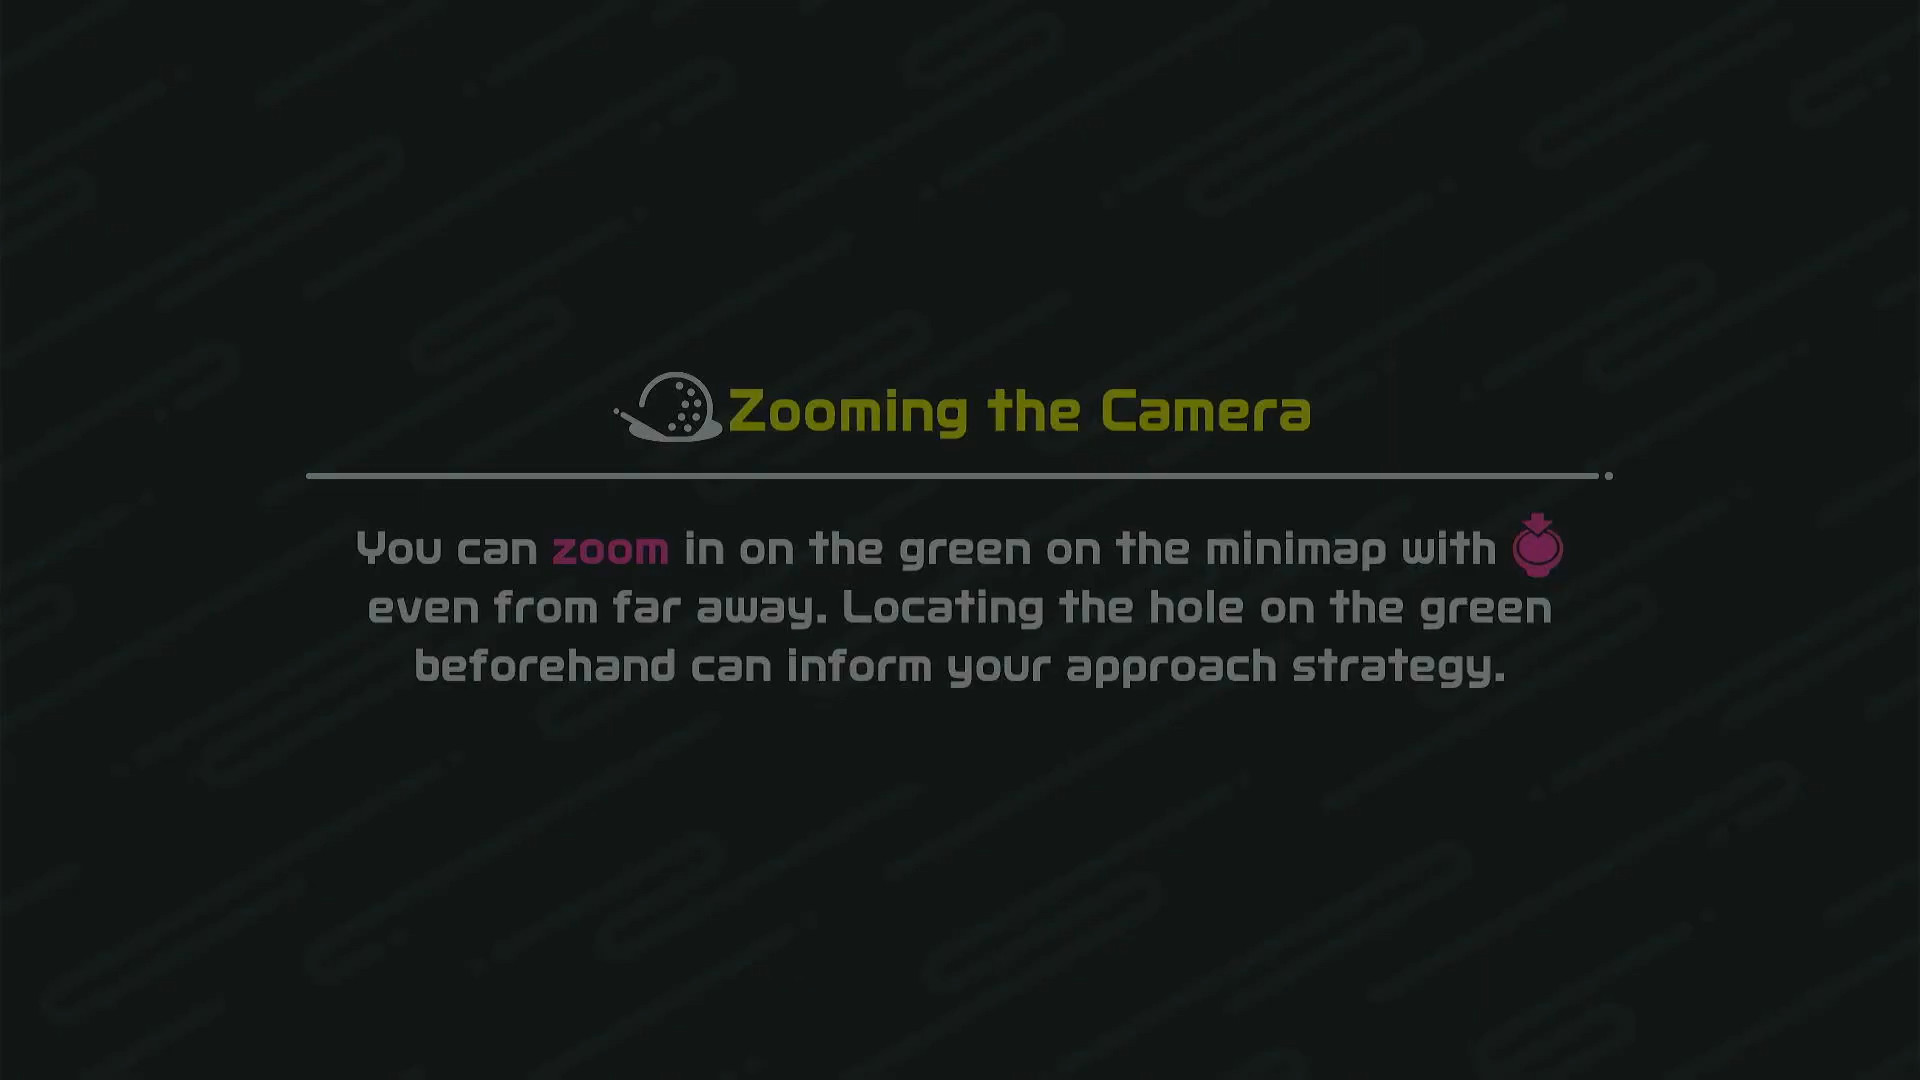 Zooming the Camera
You can zoom in on the green on the minimap with
even from far away. Locating the hole on the green
beforehand can inform your approach strategy.